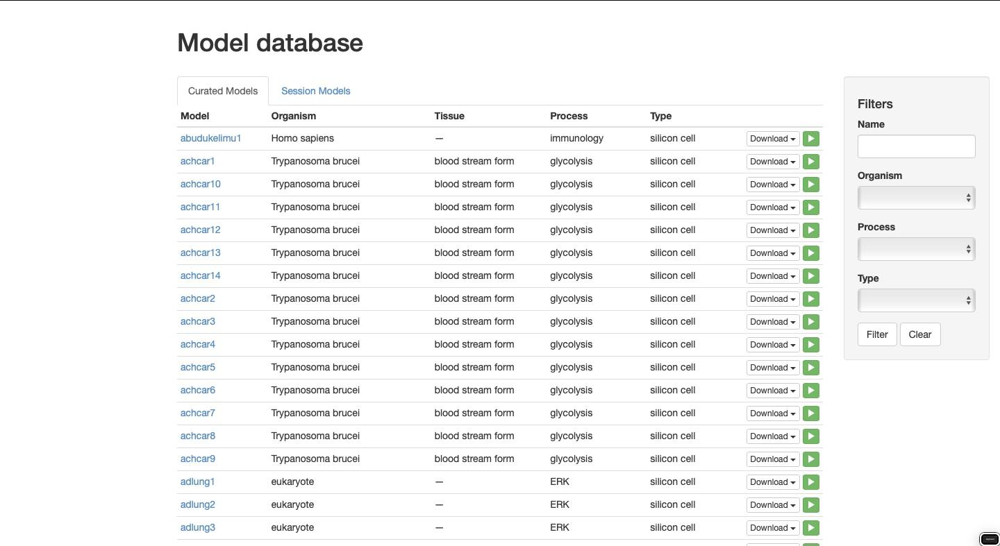 Model database
Curated Models Session Models
Model Organism Tissue Process Type
abudukelimu1 Homo sapiens — immunology silicon cell Download
achcar1 Trypanosoma brucei blood stream form glycolysis silicon cell Download
achcar10 Trypanosoma brucei blood stream form glycolysis silicon cell Download
achcar11 Trypanosoma brucei blood stream form glycolysis silicon cell Download
achcar12 Trypanosoma brucei blood stream form glycolysis silicon cell Download
achcar13 Trypanosoma brucei blood stream form glycolysis silicon cell Download
achcar14 Trypanosoma brucei blood stream form glycolysis silicon cell Download
achcar2 Trypanosoma brucei blood stream form glycolysis silicon cell Download
achcar3 Trypanosoma brucei blood stream form glycolysis silicon cell Download
achcar4 Trypanosoma brucei blood stream form glycolysis silicon cell Download
achcar5 Trypanosoma brucei blood stream form glycolysis silicon cell Download
achcar6 Trypanosoma brucei blood stream form glycolysis silicon cell Download
achcar7 Trypanosoma brucei blood stream form glycolysis silicon cell Download
achcar8 Trypanosoma brucei blood stream form glycolysis silicon cell Download
achcar9 Trypanosoma brucei blood stream form glycolysis silicon cell Download
adlung1 eukaryote — ERK silicon cell Download
adlung2 eukaryote — ERK silicon cell Download
adlung3 eukaryote — ERK silicon cell Download
Filters
Name
Organism
Process
Type
Filter Clear